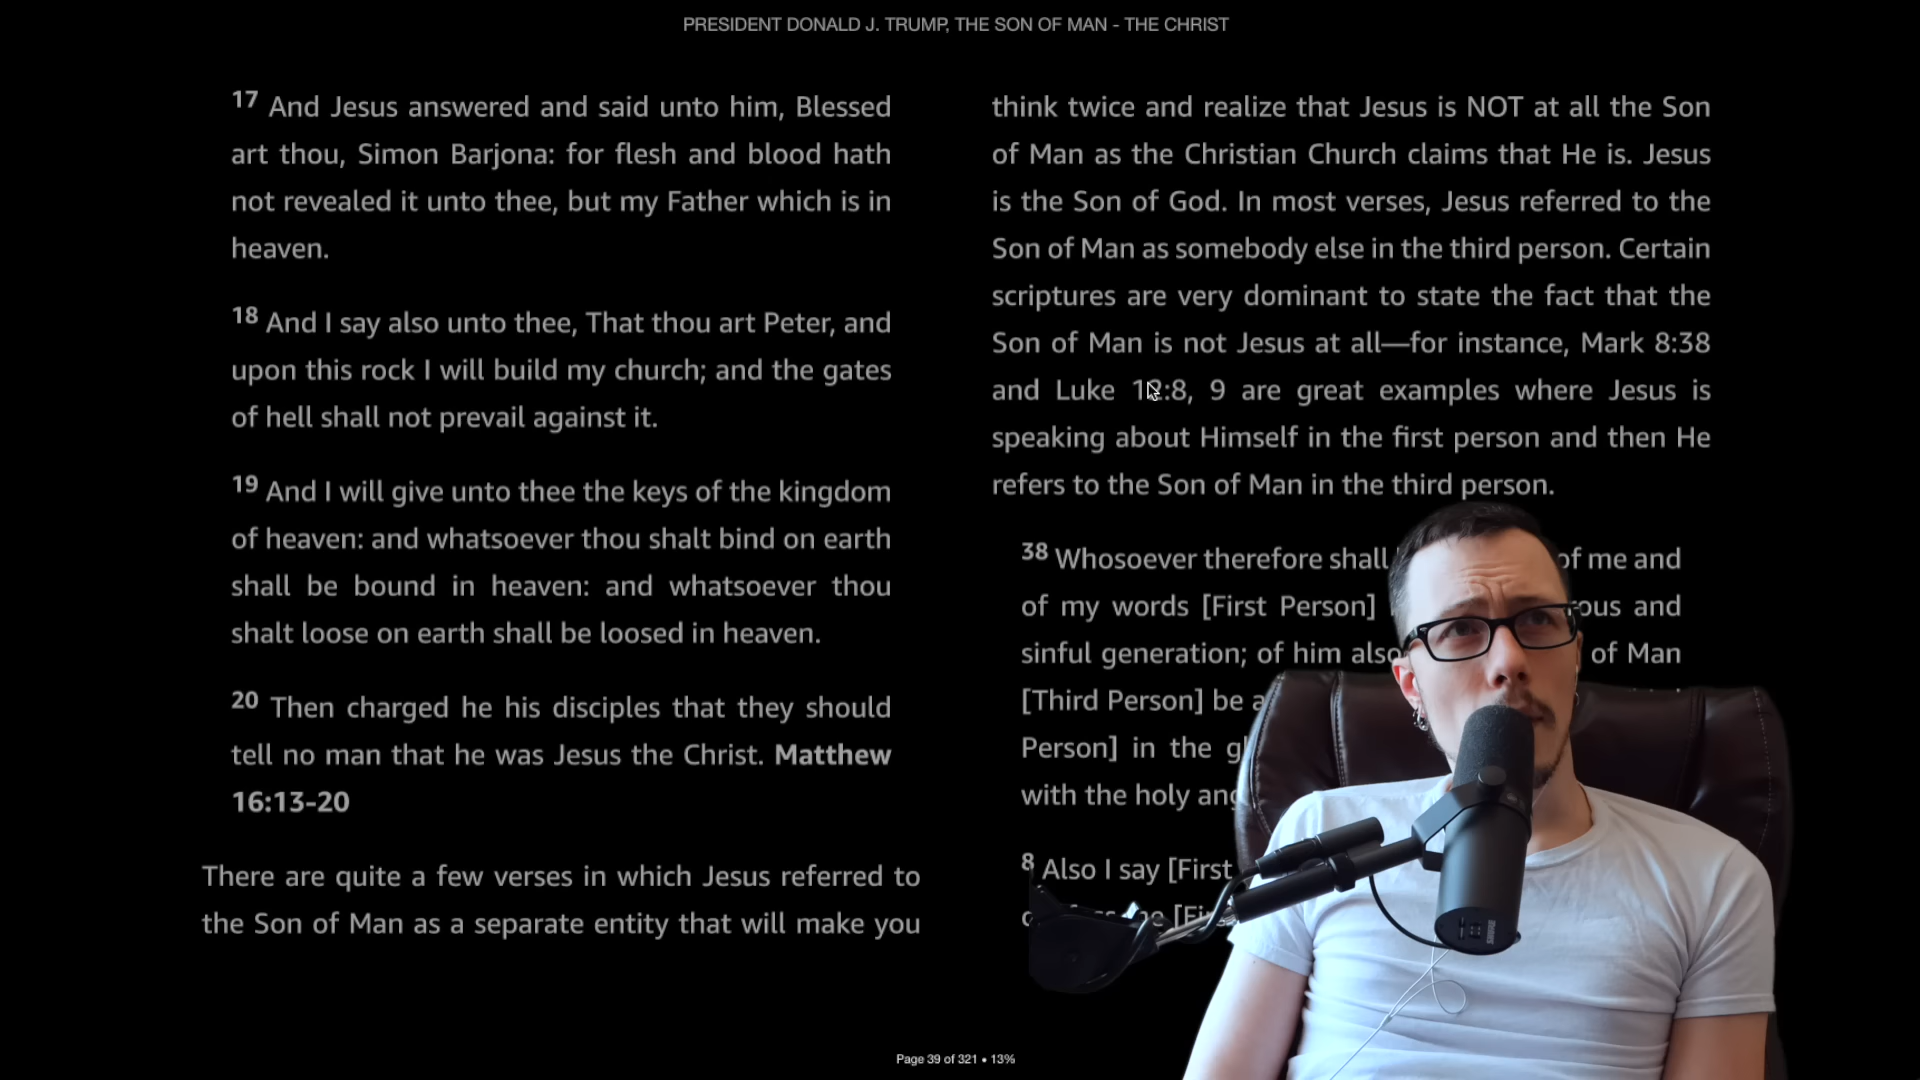 PRESIDENT DONALD J. TRUMP, THE SON OF MAN - THE CHRIST
17 And Jesus answered and said unto him, Blessed
art thou, Simon Barjona: for flesh and blood hath
not revealed it unto thee, but my Father which is in
heaven.
18 And I say also unto thee, That thou art Peter, and
upon this rock I will build my church; and the gates
of hell shall not prevail against it.
19 And I will give unto thee the keys of the kingdom
of heaven: and whatsoever thou shalt bind on earth
shall be bound in heaven: and whatsoever thou
shalt loose on earth shall be loosed in heaven.
20 Then charged he his disciples that they should
tell no man that he was Jesus the Christ. Matthew
16:13-20
There are quite a few verses in which Jesus referred to
the Son of Man as a separate entity that will make you
think twice and realize that Jesus is NOT at all the Son
of Man as the Christian Church claims that He is. Jesus
is the Son of God. In most verses, Jesus referred to the
Son of Man as somebody else in the third person. Certain
scriptures are very dominant to state the fact that the
Son of Man is not Jesus at all—for instance, Mark 8:38
and Luke 12:8, 9 are great examples where Jesus is
speaking about Himself in the first person and then He
refers to the Son of Man in the third person.
38 Whosoever therefore shall of me and
of my words [First Person] and
sinful generation; of him also of Man
[Third Person] be
Person] in the
with the holy
8 Also I say [First
Page 39 of 321 • 13%